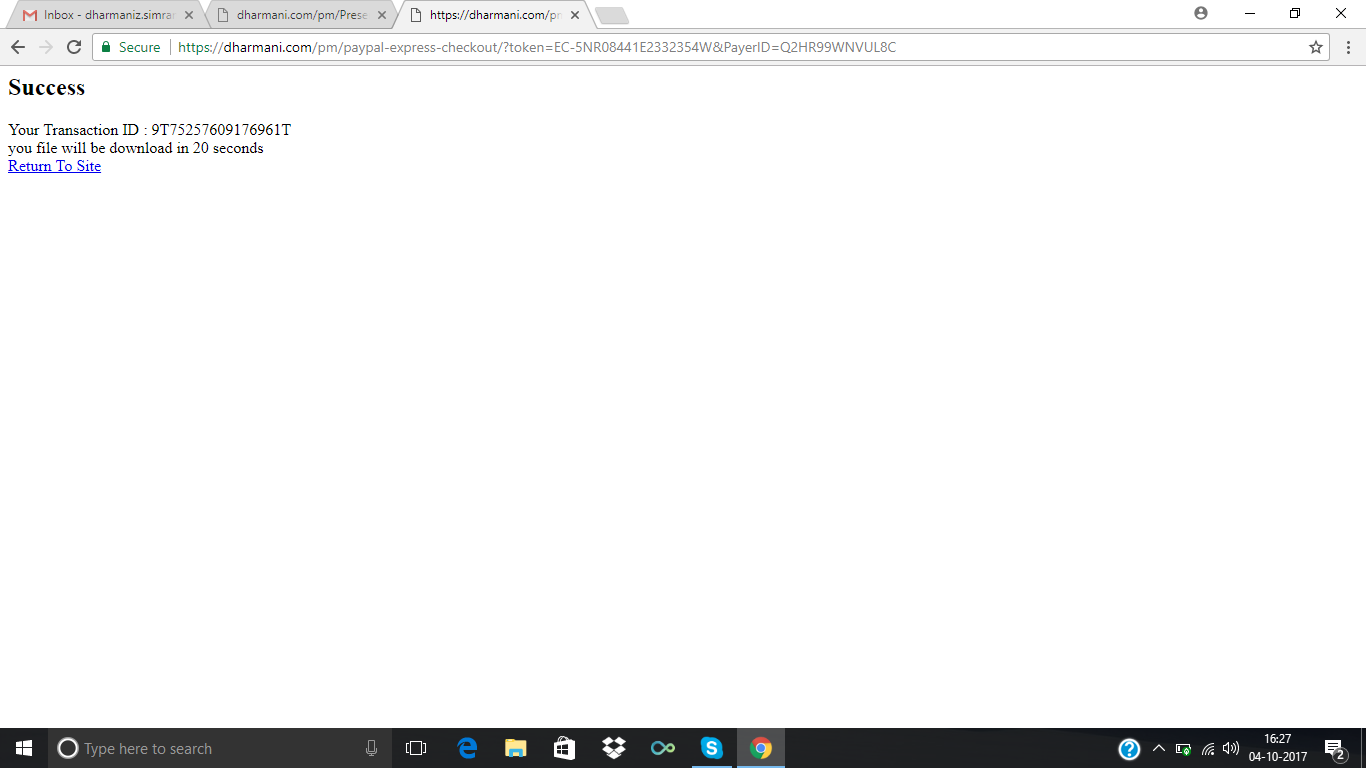 Inbox - dharmaniz.simran
dharmani.com/pm/Prese
https://dharmani.com/pm
Secure
https://dharmani.com/pm/paypal-express-checkout/?token=EC-5NR08441E2332354W&PayerID=Q2HR99WNVUL8C
Success
Your Transaction ID : 9T75257609176961T
you file will be download in 20 seconds
Return To Site
Type here to search
16:27
04-10-2017
2